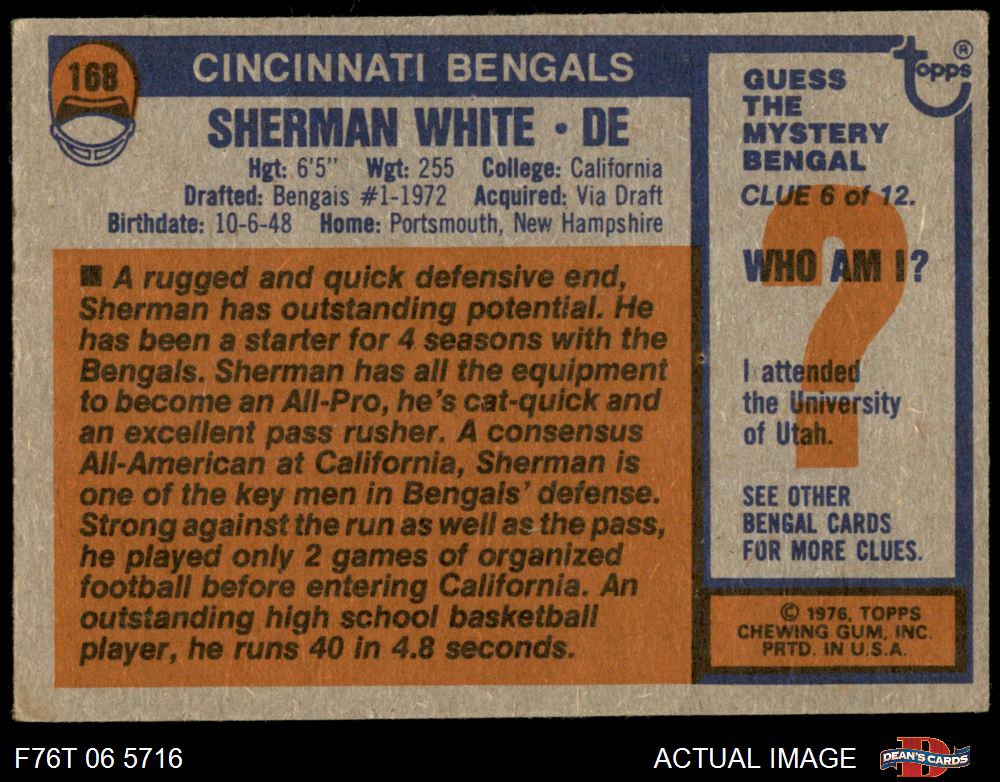 168
CINCINNATI BENGALS
SHERMAN WHITE • DE
Hgt: 6'5" Wgt: 255 College: California
Drafted: Bengals #1-1972 Acquired: Via Draft
Birthdate: 10-6-48 Home: Portsmouth, New Hampshire
■ A rugged and quick defensive end,
Sherman has outstanding potential. He
has been a starter for 4 seasons with the
Bengals. Sherman has all the equipment
to become an All-Pro, he's cat-quick and
an excellent pass rusher. A consensus
All-American at California, Sherman is
one of the key men in Bengals' defense.
Strong against the run as well as the pass,
he played only 2 games of organized
football before entering California. An
outstanding high school basketball
player, he runs 40 in 4.8 seconds.
topps ®
GUESS
THE
MYSTERY
BENGAL
CLUE 6 of 12.
?
WHO AM I?
I attended
the University
of Utah.
SEE OTHER
BENGAL CARDS
FOR MORE CLUES.
© 1976, TOPPS
CHEWING GUM, INC.
PRTD. IN U.S.A.
F76T 06 5716
ACTUAL IMAGE
D
DEAN'S CARDS